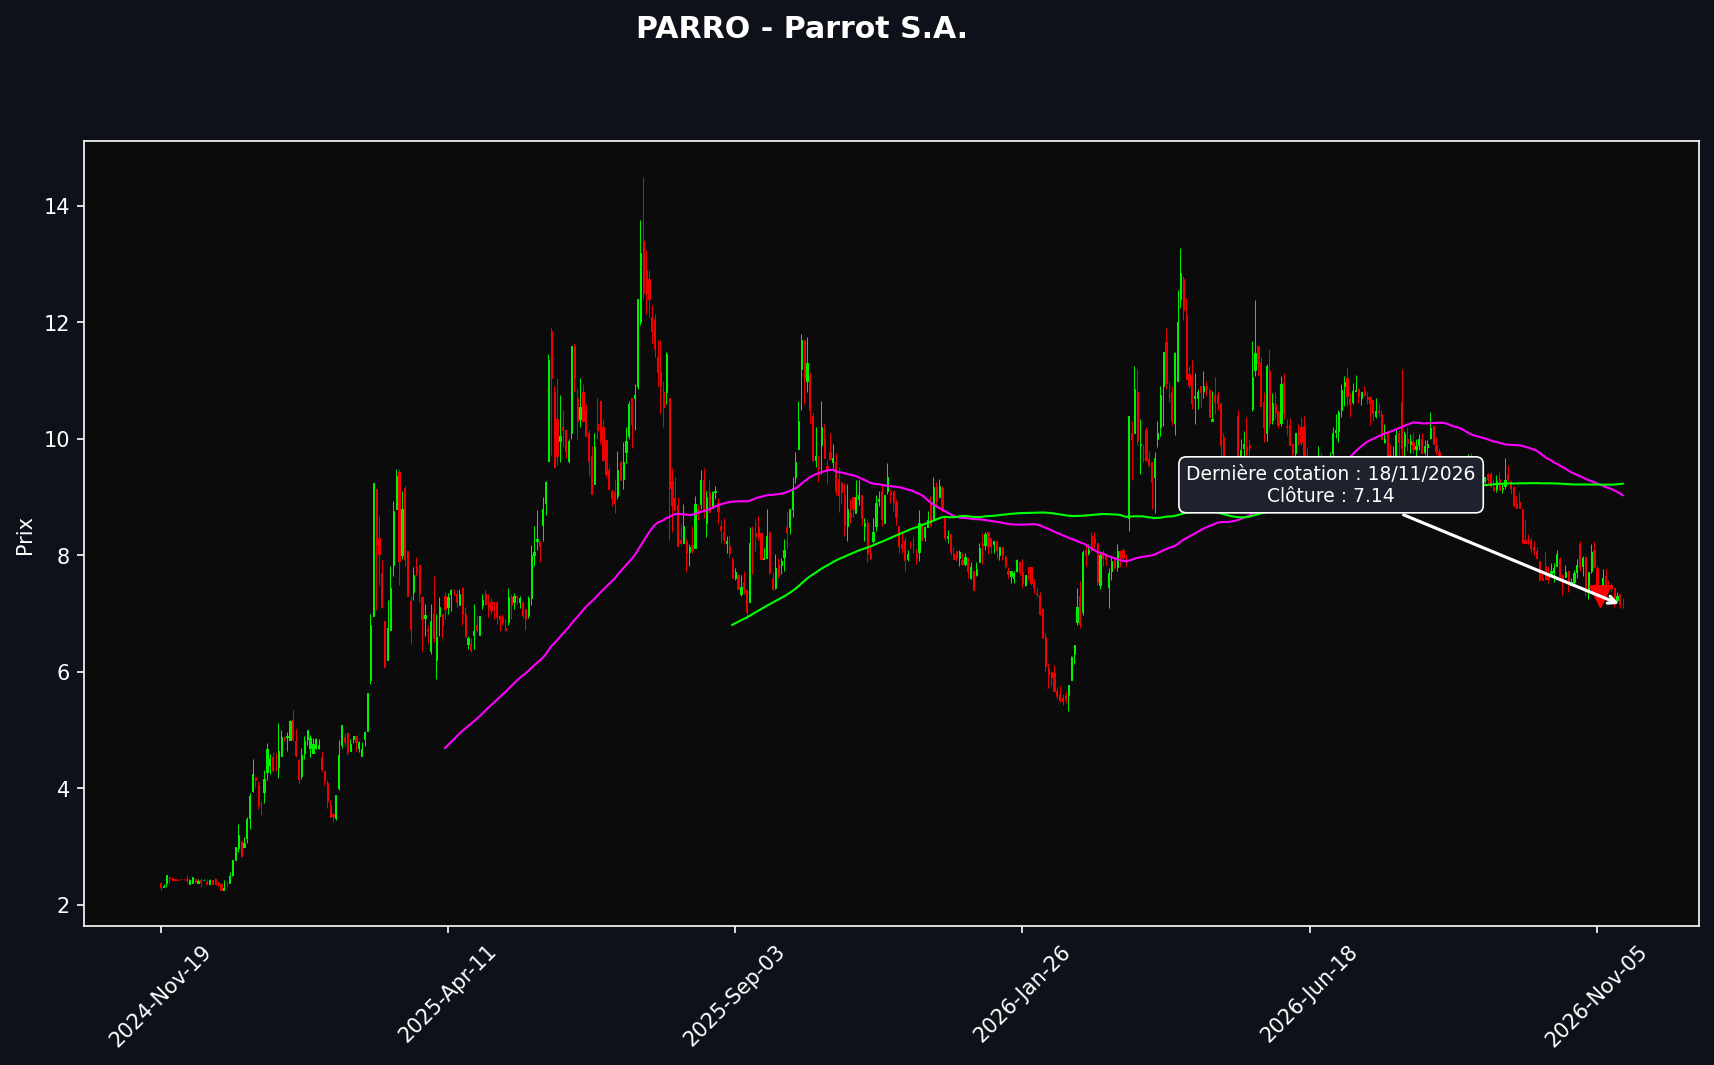 PARRO - Parrot S.A.
Prix
14
12
10
8
6
4
2
Dernière cotation : 18/11/2026
Clôture : 7.14
2024-Nov-19
2025-Apr-11
2025-Sep-03
2026-Jan-26
2026-Jun-18
2026-Nov-05